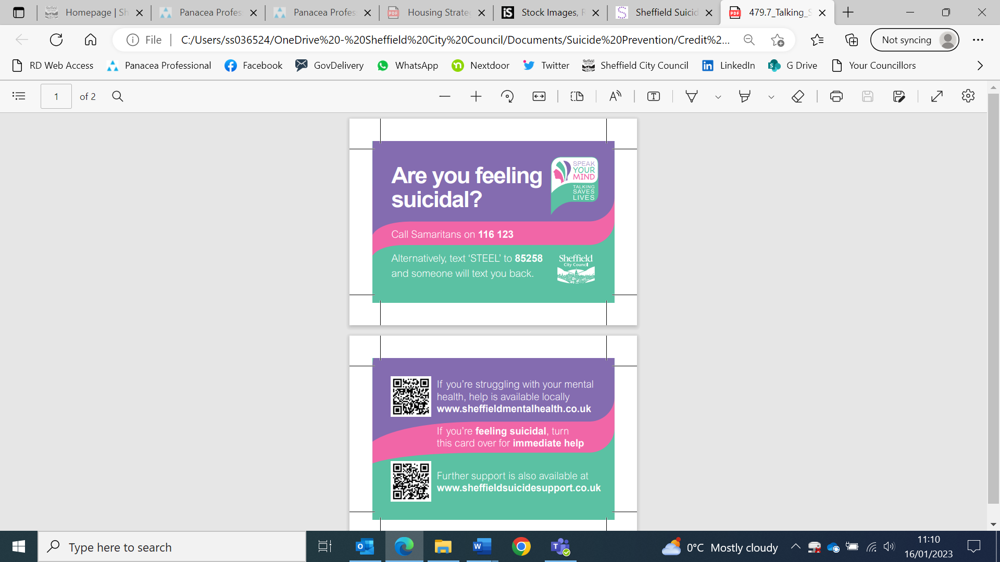 Homepage | Sh
Panacea Profes
Panacea Profes
Housing Strate
iS
Stock Images, R
Sheffield Suicid
479.7_Talking_S
File
C:/Users/ss036524/OneDrive%20-%20Sheffield%20City%20Council/Documents/Suicide%20Prevention/Credit%2...
Not syncing
RD Web Access
Panacea Professional
Facebook
GovDelivery
WhatsApp
Nextdoor
Twitter
Sheffield City Council
LinkedIn
G Drive
Your Councillors
1 of 2
Are you feeling
suicidal?
SPEAK
YOUR
MIND
TALKING
SAVES
LIVES
Call Samaritans on 116 123
Alternatively, text ‘STEEL’ to 85258
and someone will text you back.
Sheffield
City Council
If you’re struggling with your mental
health, help is available locally
www.sheffieldmentalhealth.co.uk
If you’re feeling suicidal, turn
this card over for immediate help
Further support is also available at
www.sheffieldsuicidesupport.co.uk
Type here to search
0°C Mostly cloudy
11:10
16/01/2023